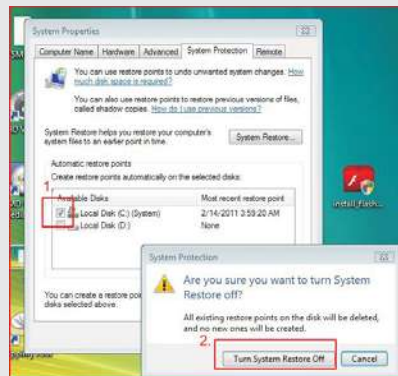 System Properties
Computer Name Hardware Advanced System Protection Remote
You can use restore points to undo unwanted system changes. How
much disk space is required?
You can also use restore points to restore previous versions of files,
called shadow copies. How do I use previous versions?
System Restore helps you restore your computer's
system files to an earlier point in time.
System Restore...
Automatic restore points
Create restore points automatically on the selected disks:
1.
Available Disks Most recent restore point
Local Disk (C:) (System) 2/14/2011 3:59:20 AM
Local Disk (D:) None
install_flash...
You can create a restore poi
disks selected above.
System Protection
Are you sure you want to turn System
Restore off?
All existing restore points on the disk will be deleted,
and no new ones will be created.
2.
Turn System Restore Off Cancel